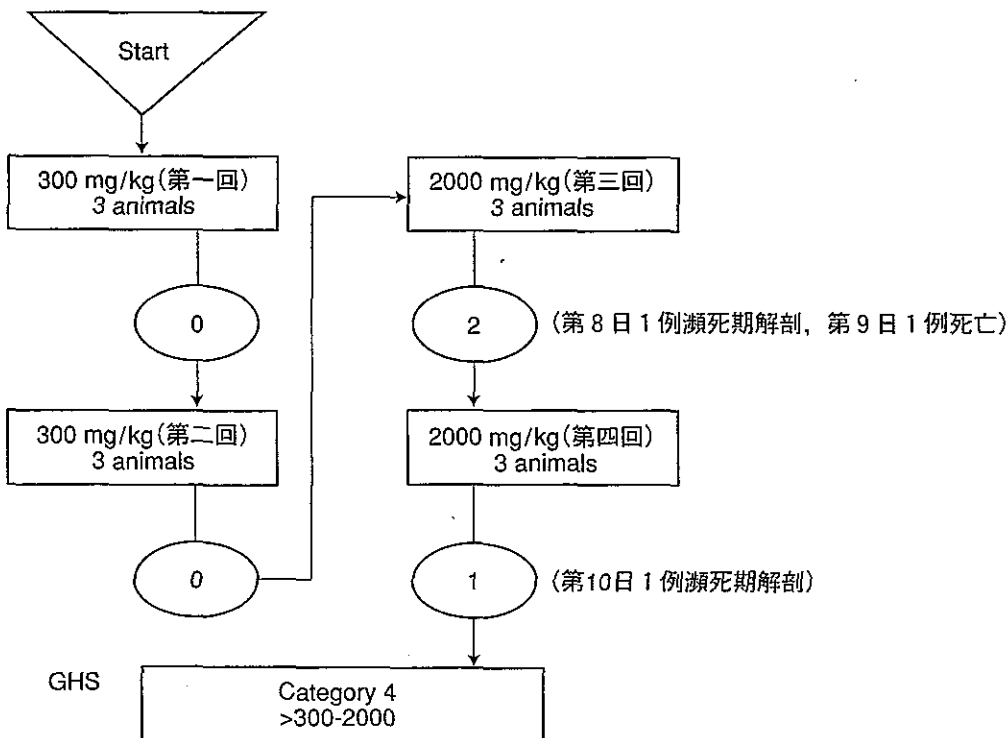 Start
300 mg/kg(第一回)
3 animals
0
300 mg/kg(第二回)
3 animals
0
2000 mg/kg(第三回)
3 animals
2
(第8日1例瀕死期解剖,第9日1例死亡)
2000 mg/kg(第四回)
3 animals
1
(第10日1例瀕死期解剖)
GHS
Category 4
>300-2000